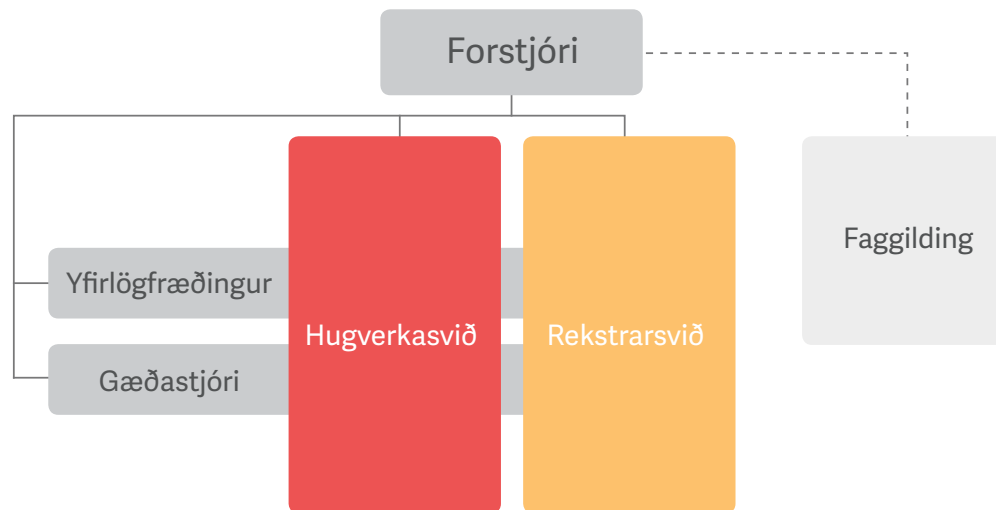 Forstjóri
Faggilding
Yfirlögfræðingur
Hugverkasvið
Rekstrarsvið
Gæðastjóri